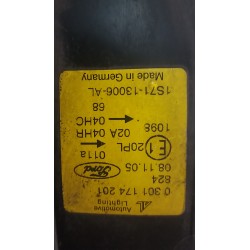 Automotive
Lighting
0 301 174 201
824
08.11.05
Ford
011a
E1 20PL
1098
02A 04HR
04HC
68
1S71-13006-AL
Made in Germany